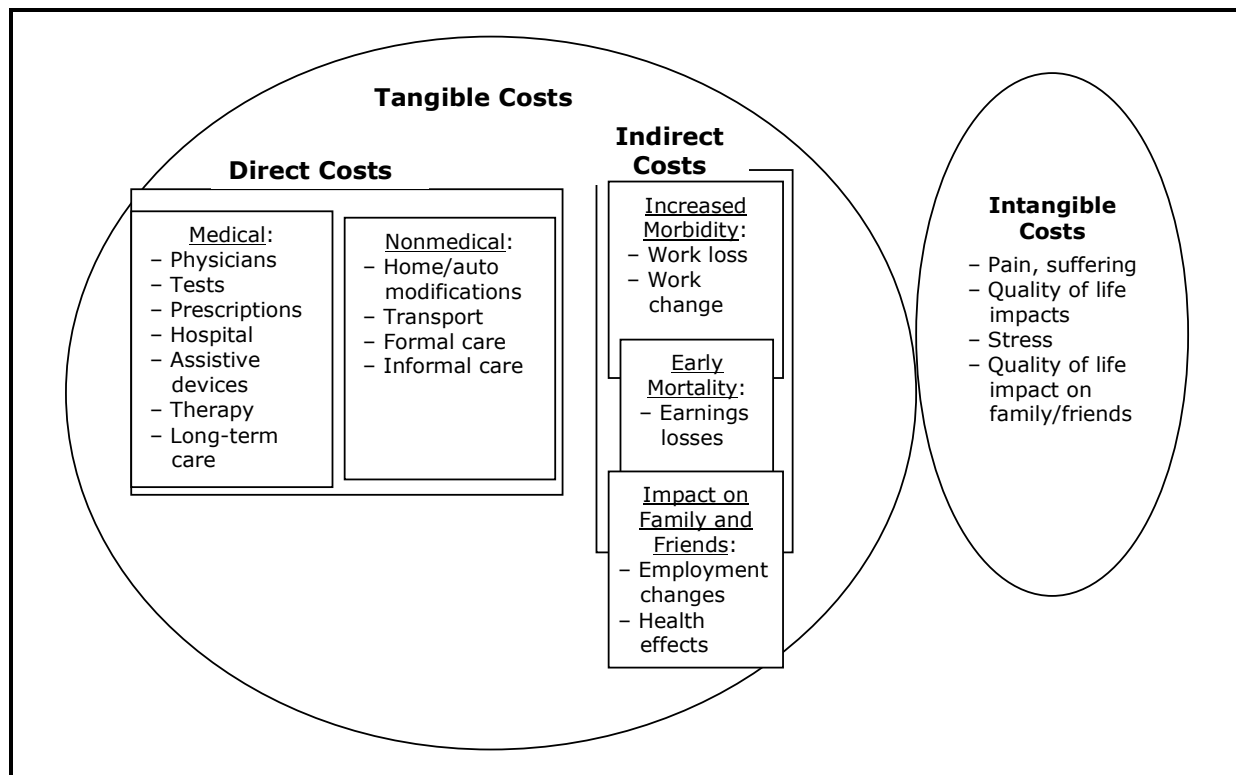 Tangible Costs
Direct Costs
Medical:
– Physicians
– Tests
– Prescriptions
– Hospital
– Assistive
devices
– Therapy
– Long-term
care
Nonmedical:
– Home/auto
modifications
– Transport
– Formal care
– Informal care
Indirect
Costs
Increased
Morbidity:
– Work loss
– Work
change
Early
Mortality:
– Earnings
losses
Impact on
Family and
Friends:
– Employment
changes
– Health
effects
Intangible
Costs
– Pain, suffering
– Quality of life
impacts
– Stress
– Quality of life
impact on
family/friends